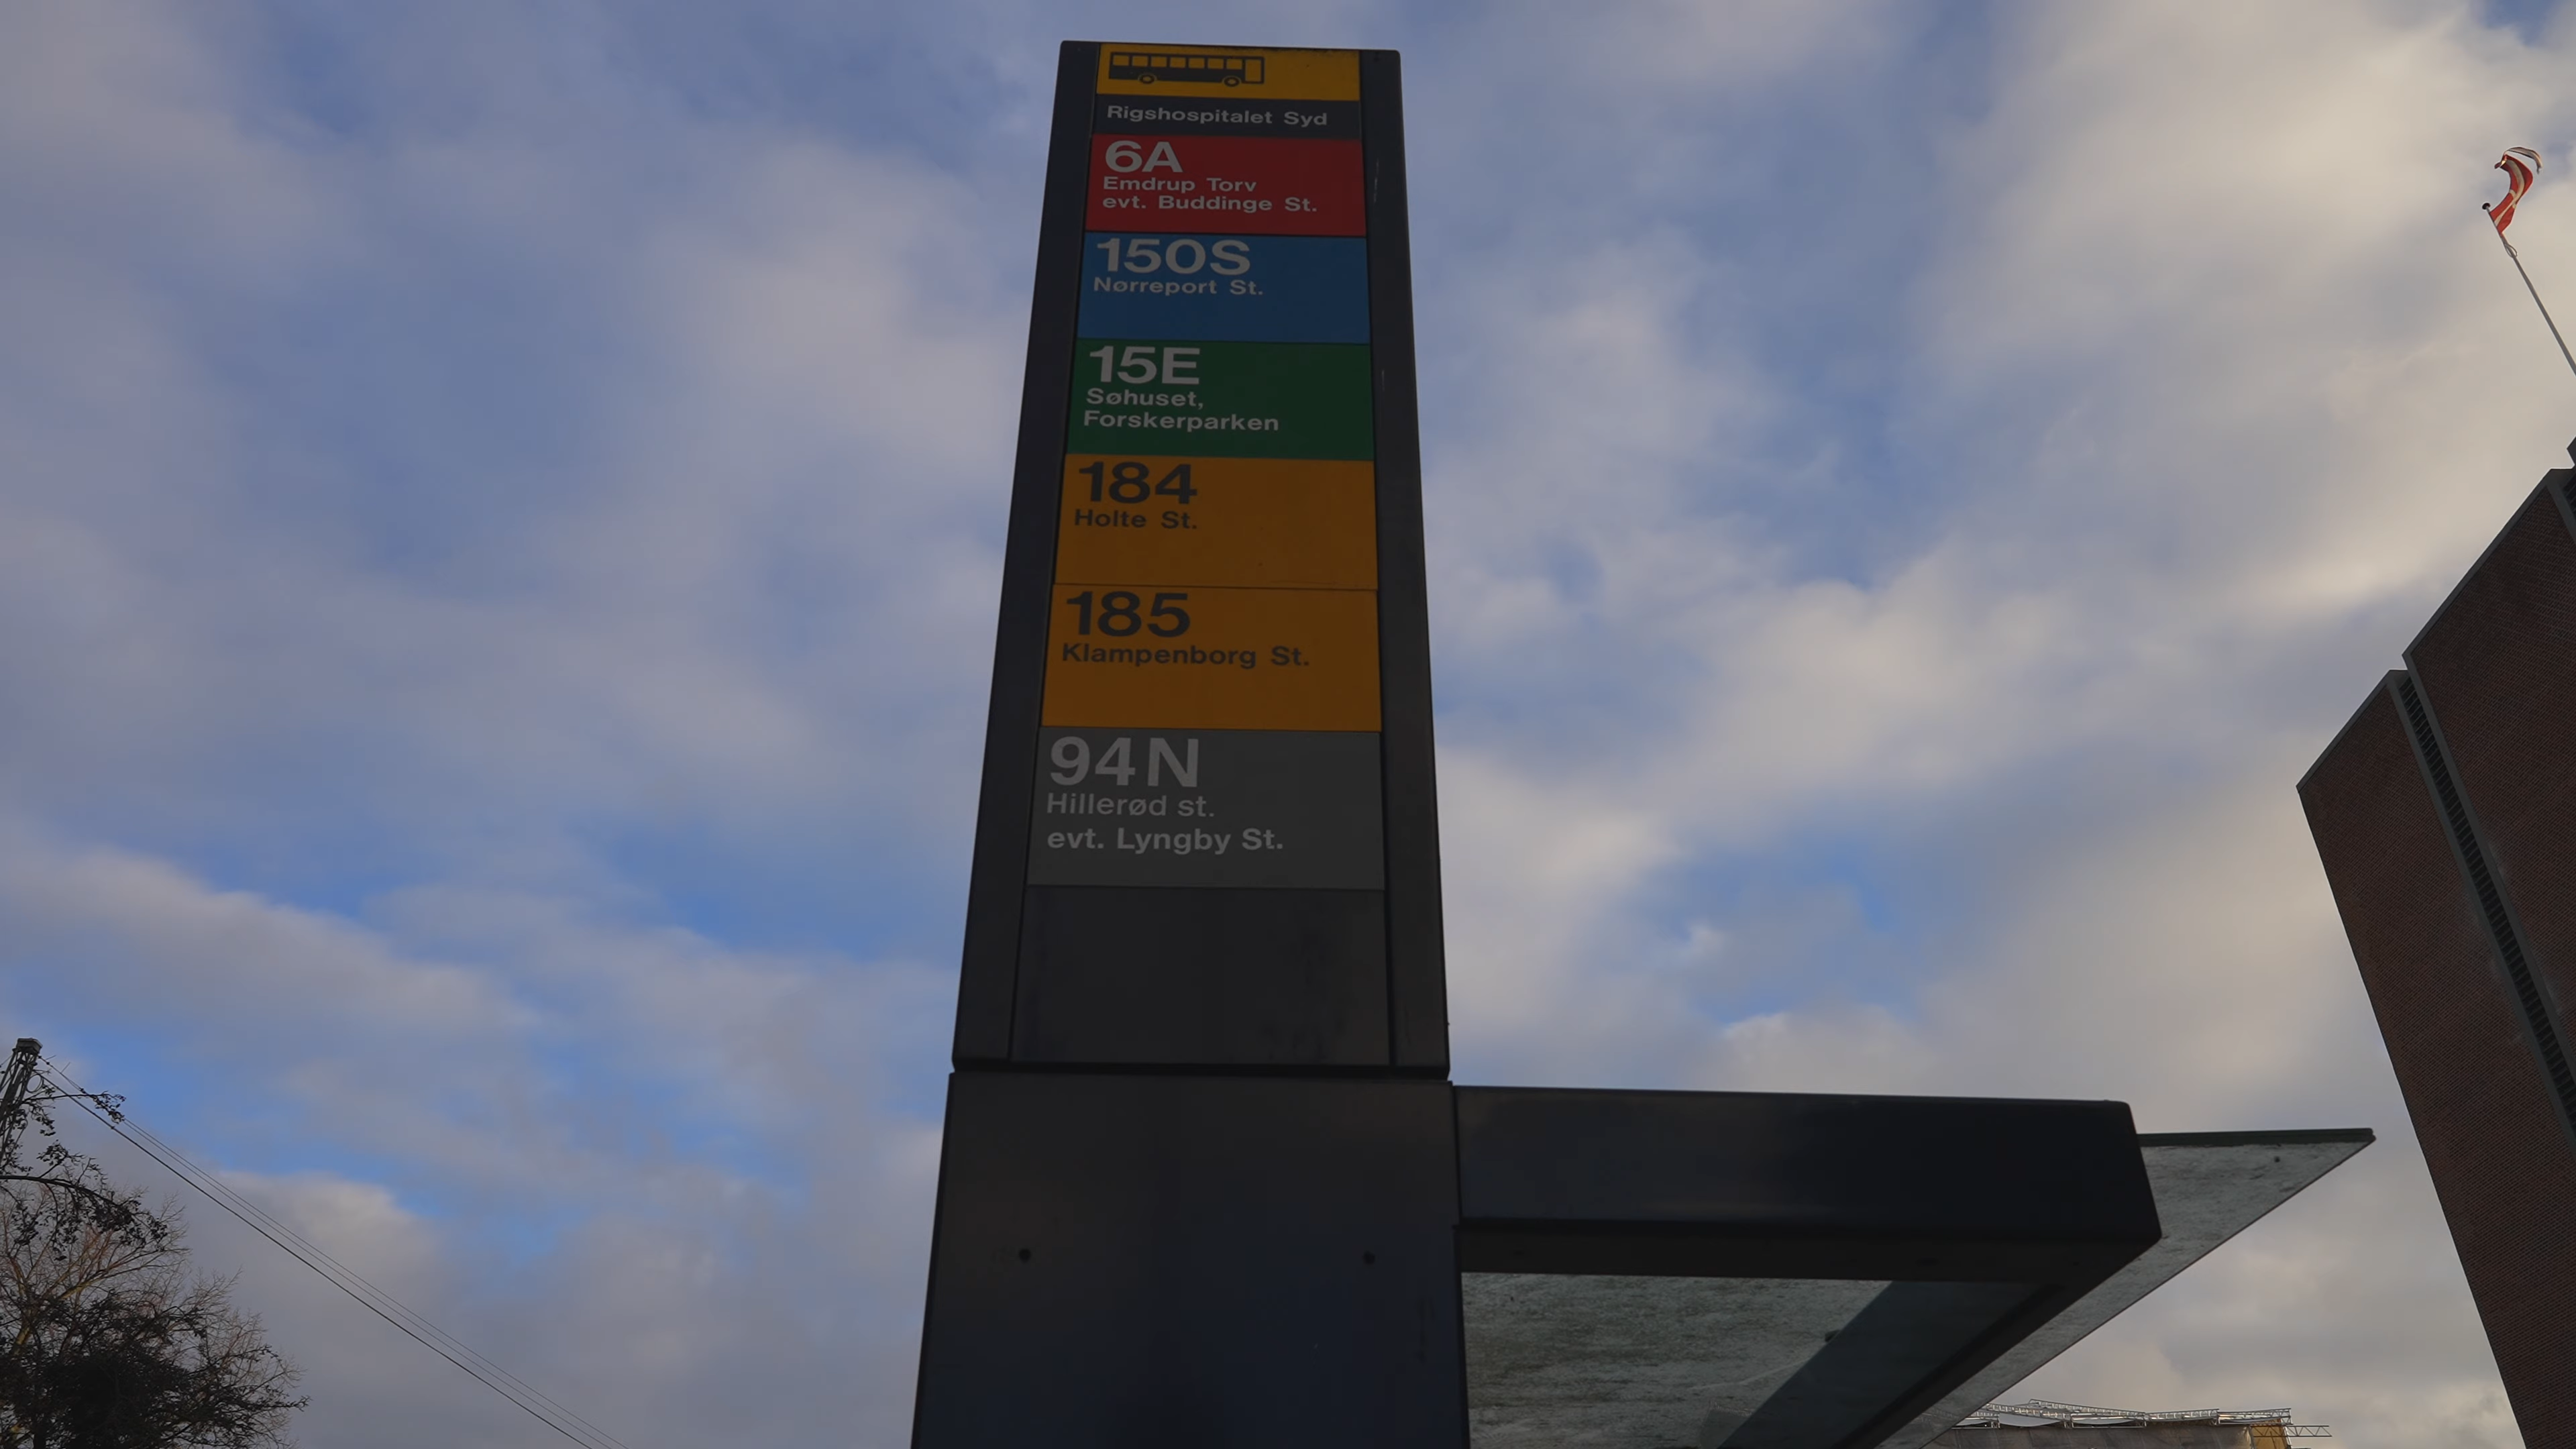 Rigshospitalet Syd
6A
Emdrup Torv
evt. Buddinge St.
150S
Nørreport St.
15E
Søhuset,
Forskerparken
184
Holte St.
185
Klampenborg St.
94N
Hillerød st.
evt. Lyngby St.